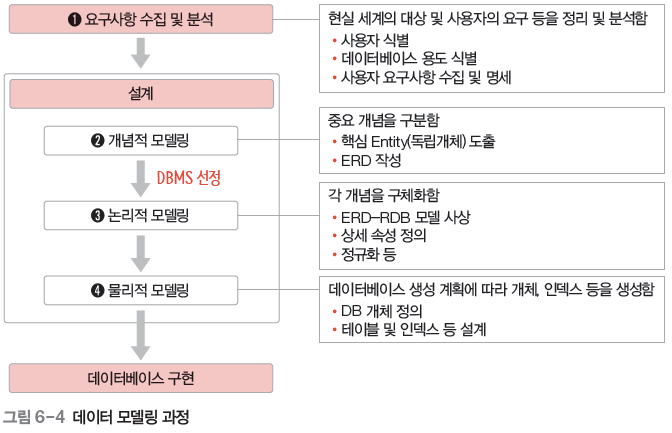 ❶ 요구사항 수집 및 분석
현실 세계의 대상 및 사용자의 요구 등을 정리 및 분석함
• 사용자 식별
• 데이터베이스 용도 식별
• 사용자 요구사항 수집 및 명세
설계
❷ 개념적 모델링
중요 개념을 구분함
• 핵심 Entity(독립개체) 도출
• ERD 작성
DBMS 선정
❸ 논리적 모델링
각 개념을 구체화함
• ERD-RDB 모델 사상
• 상세 속성 정의
• 정규화 등
❹ 물리적 모델링
데이터베이스 생성 계획에 따라 개체, 인덱스 등을 생성함
• DB 개체 정의
• 테이블 및 인덱스 등 설계
데이터베이스 구현
그림 6-4 데이터 모델링 과정